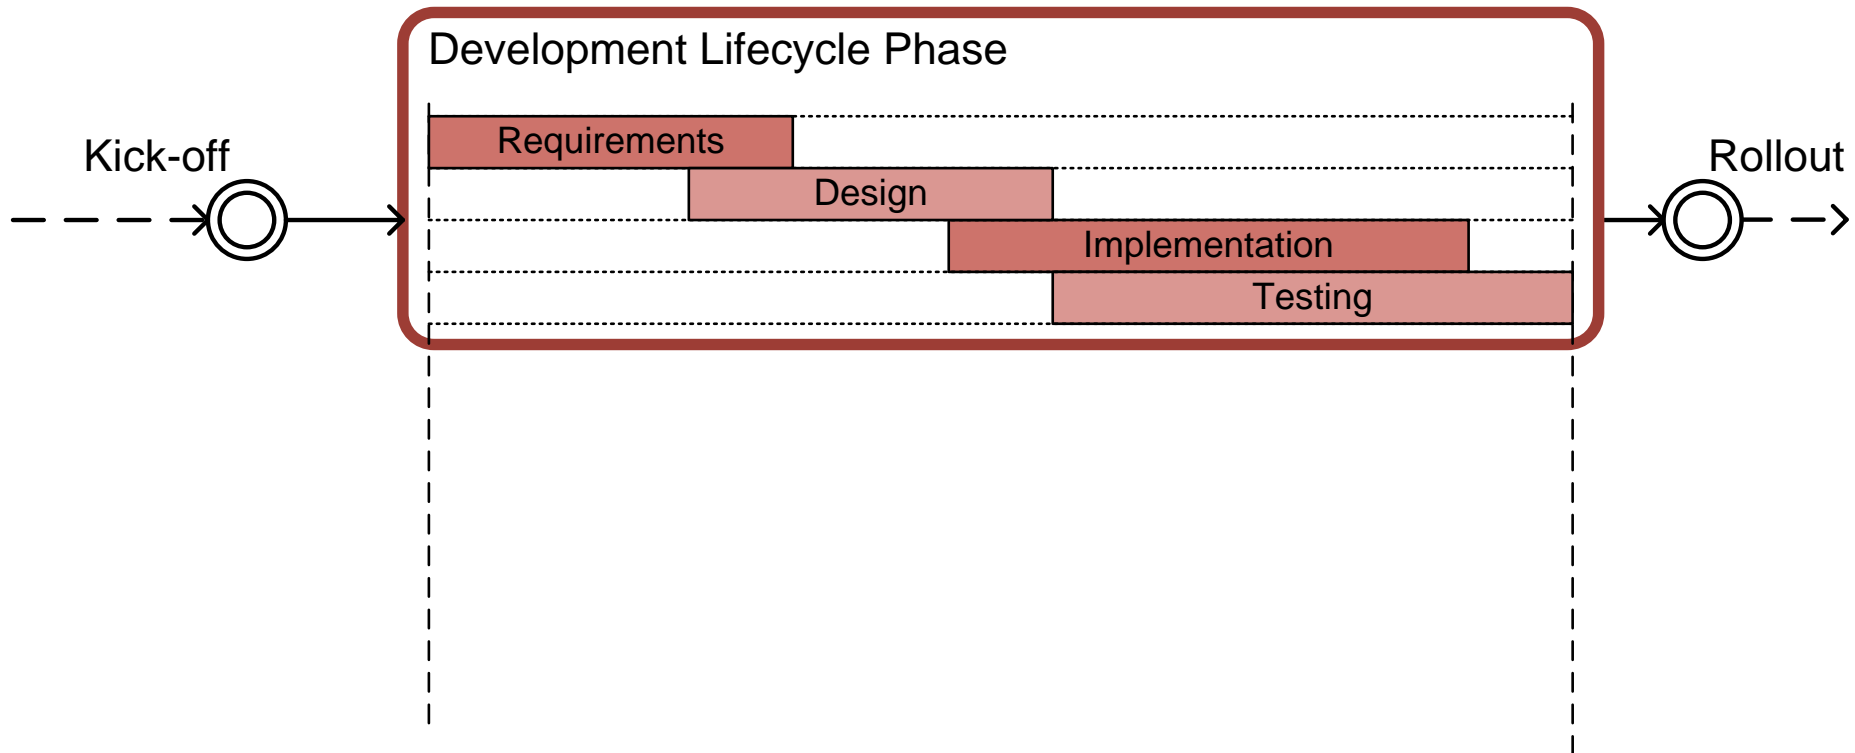 Development Lifecycle Phase
Kick-off
Requirements
Design
Implementation
Testing
Rollout